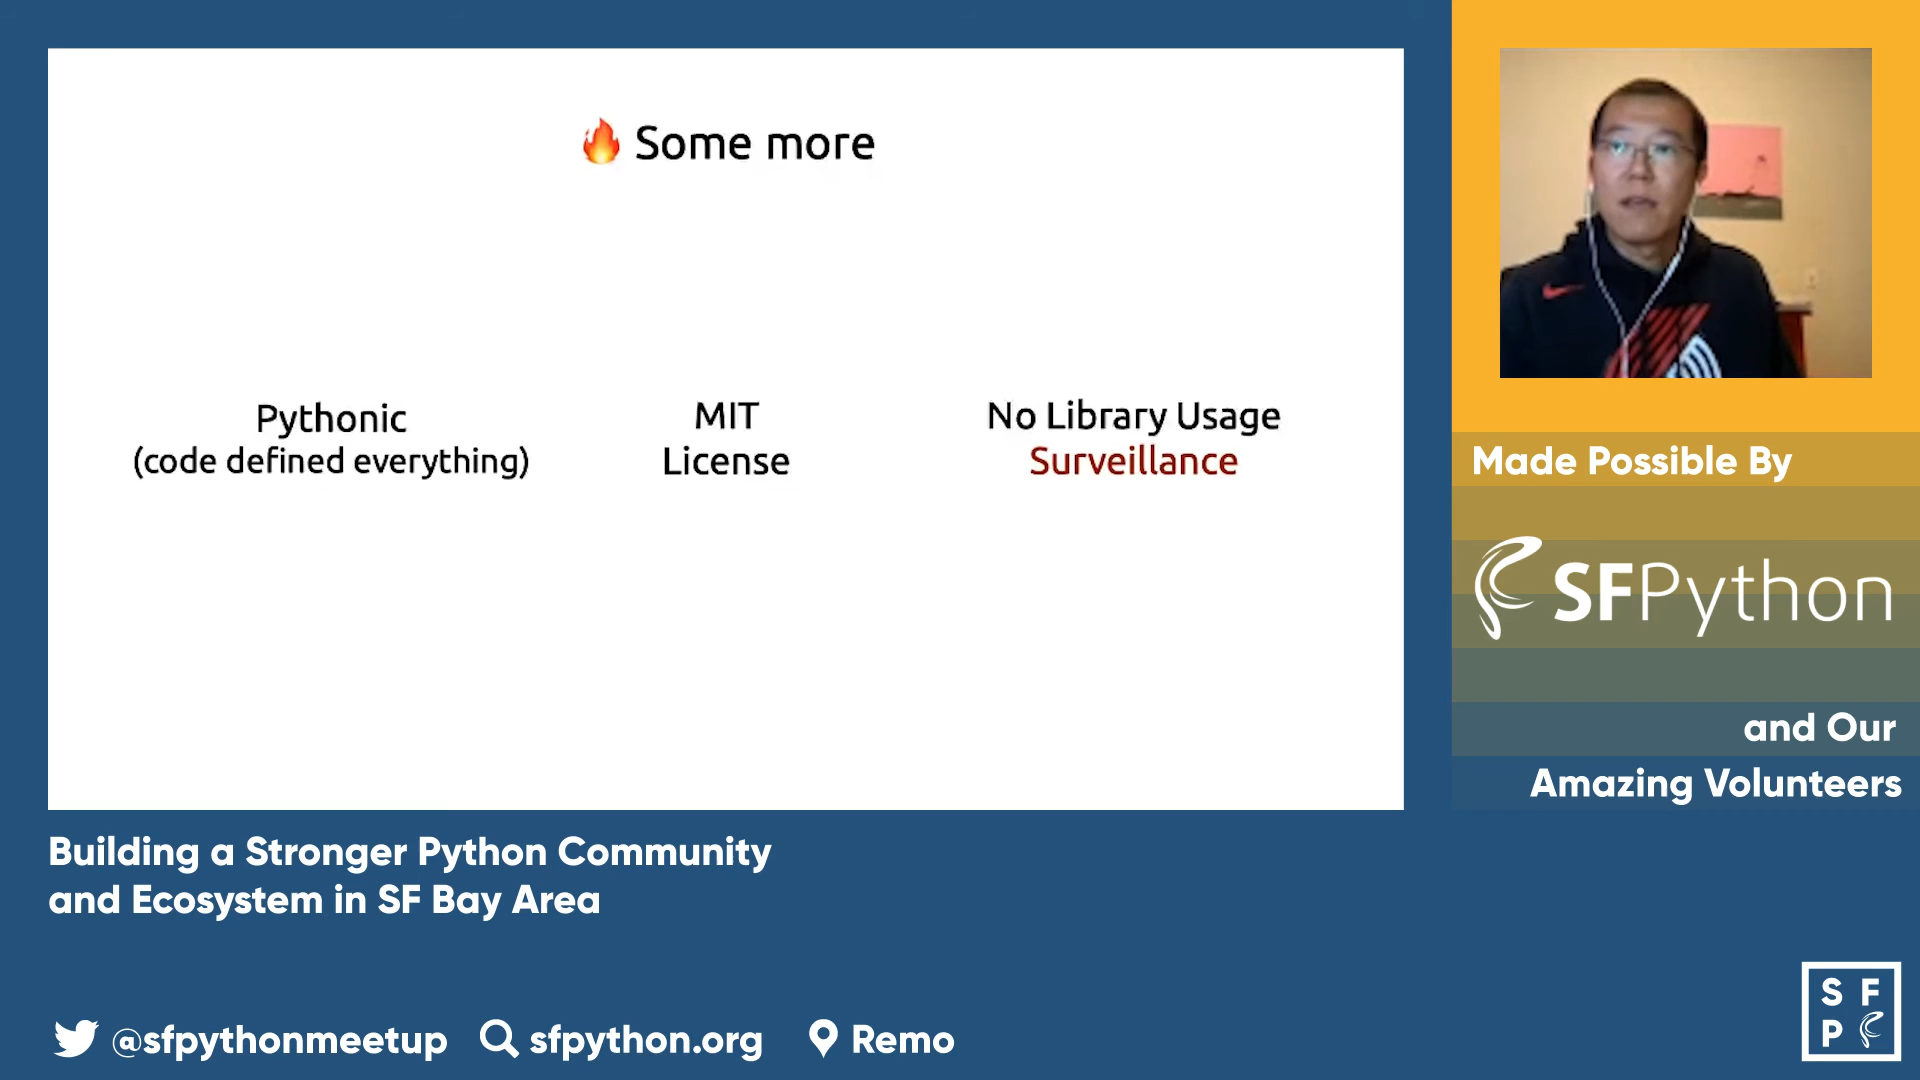 🔥 Some more
Pythonic
(code defined everything)
MIT
License
No Library Usage
Surveillance
Made Possible By
SFPython
and Our
Amazing Volunteers
Building a Stronger Python Community
and Ecosystem in SF Bay Area
@sfpythonmeetup
sfpython.org
Remo
S F
P